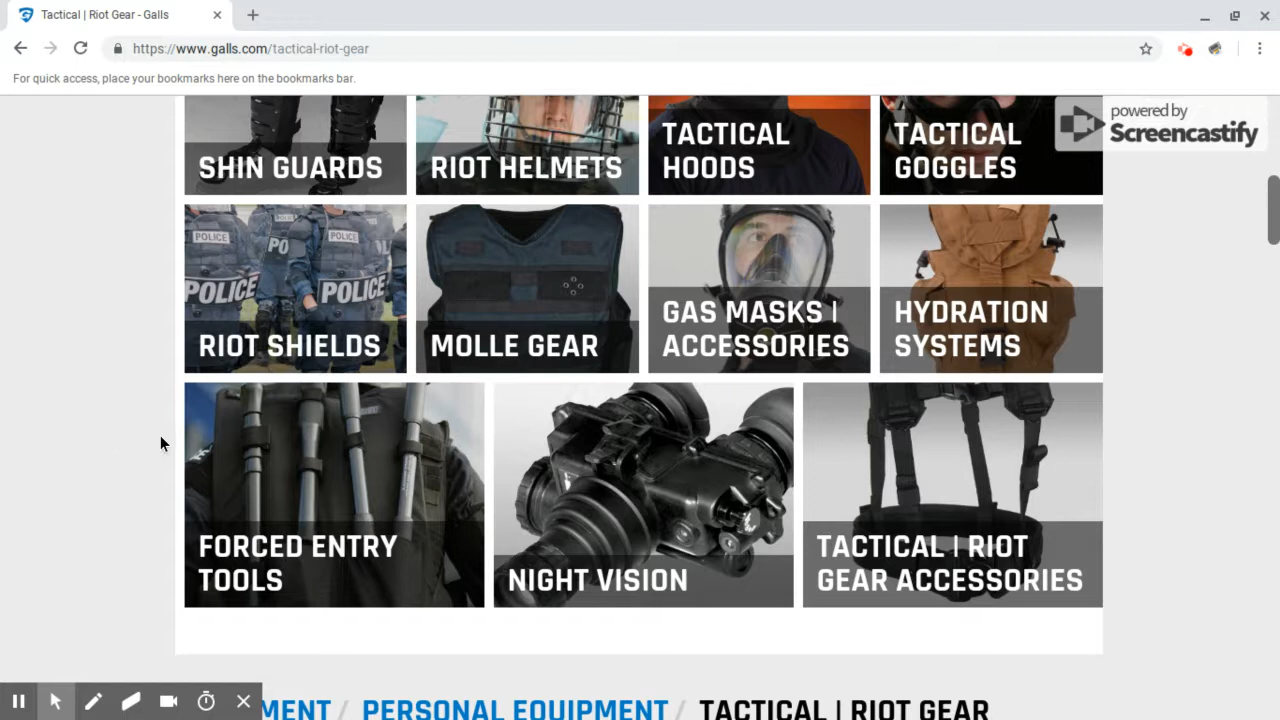 Tactical | Riot Gear - Galls
https://www.galls.com/tactical-riot-gear
For quick access, place your bookmarks here on the bookmarks bar.
powered by
Screencastify
SHIN GUARDS
RIOT HELMETS
TACTICAL
HOODS
TACTICAL
GOGGLES
POLICE
PO
POLICE
POLICE
POLICE
RIOT SHIELDS
MOLLE GEAR
GAS MASKS |
ACCESSORIES
HYDRATION
SYSTEMS
FORCED ENTRY
TOOLS
NIGHT VISION
TACTICAL | RIOT
GEAR ACCESSORIES
MENT / PERSONAL EQUIPMENT / TACTICAL | RIOT GEAR